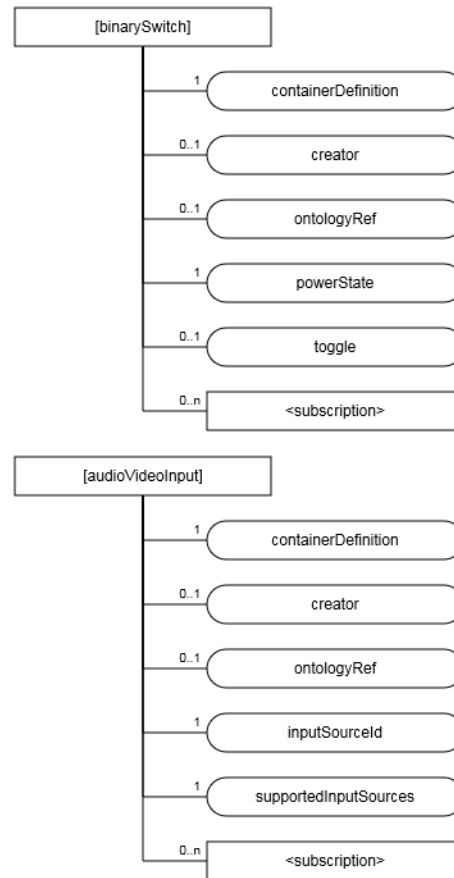 [binarySwitch]
1
containerDefinition
0..1
creator
0..1
ontologyRef
1
powerState
0..1
toggle
0..n
<subscription>
[audioVideoInput]
1
containerDefinition
0..1
creator
0..1
ontologyRef
1
inputSourceId
1
supportedInputSources
0..n
<subscription>